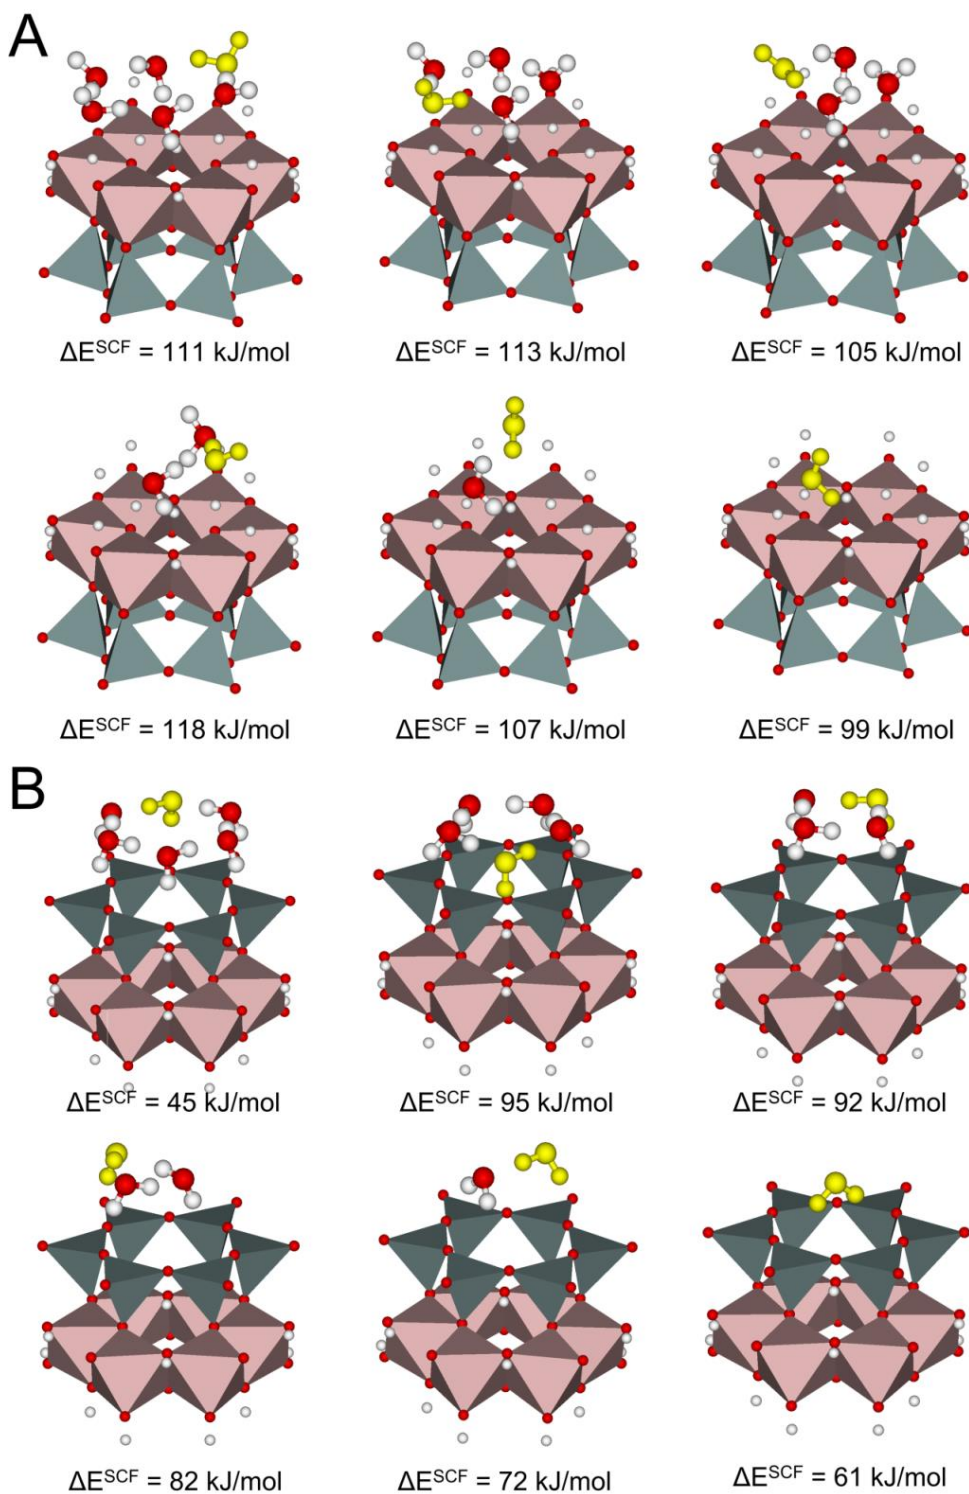 A
ΔE^SCF = 111 kJ/mol
ΔE^SCF = 113 kJ/mol
ΔE^SCF = 105 kJ/mol
ΔE^SCF = 118 kJ/mol
ΔE^SCF = 107 kJ/mol
ΔE^SCF = 99 kJ/mol
B
ΔE^SCF = 45 kJ/mol
ΔE^SCF = 95 kJ/mol
ΔE^SCF = 92 kJ/mol
ΔE^SCF = 82 kJ/mol
ΔE^SCF = 72 kJ/mol
ΔE^SCF = 61 kJ/mol